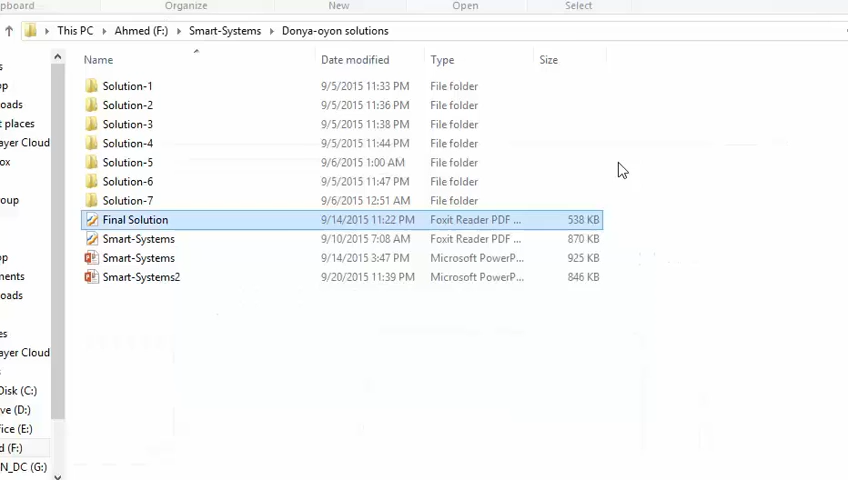 pboard Organize New Open Select
This PC Ahmed (F:) Smart-Systems Donya-oyon solutions
Name Date modified Type Size
Solution-1 9/5/2015 11:33 PM File folder
Solution-2 9/5/2015 11:36 PM File folder
Solution-3 9/5/2015 11:38 PM File folder
Solution-4 9/5/2015 11:44 PM File folder
Solution-5 9/6/2015 1:00 AM File folder
Solution-6 9/5/2015 11:47 PM File folder
Solution-7 9/6/2015 12:51 AM File folder
Final Solution 9/14/2015 11:22 PM Foxit Reader PDF ... 538 KB
Smart-Systems 9/10/2015 7:08 AM Foxit Reader PDF ... 870 KB
Smart-Systems 9/14/2015 3:47 PM Microsoft PowerP... 925 KB
Smart-Systems2 9/20/2015 11:39 PM Microsoft PowerP... 846 KB
s
op
oads
t places
ayer Cloud
ox
oup
op
ments
oads
es
ayer Cloud
s
Disk (C:)
ve (D:)
fice (E:)
d (F:)
N_DC (G:)